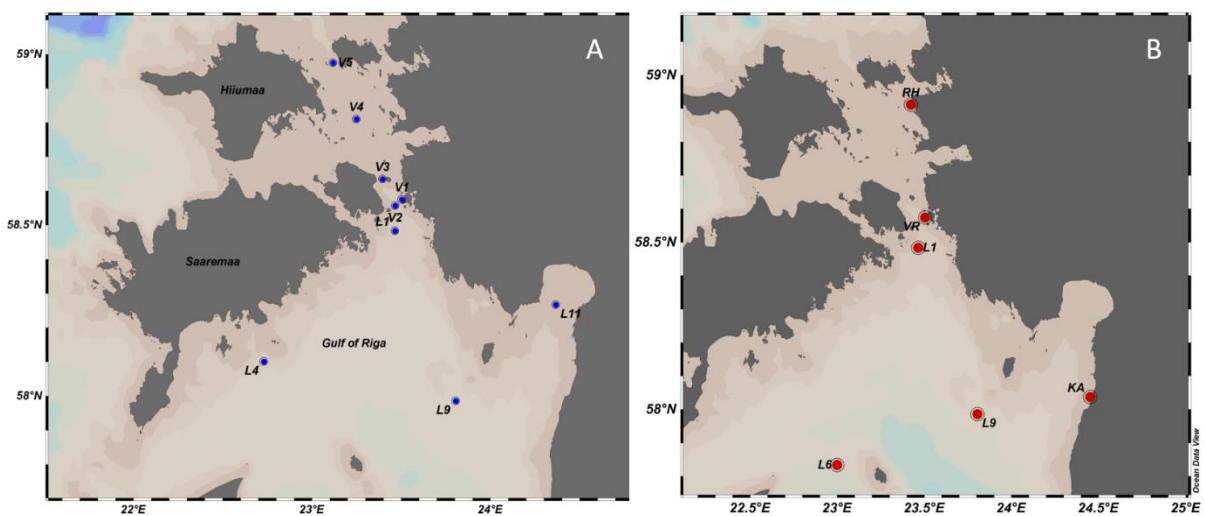 A
59°N
V5
Hiiumaa
V4
V3
V1
58.5°N
V2
L1
Saaremaa
L11
Gulf of Riga
L4
58°N
L9
22°E
23°E
24°E
B
59°N
RH
VR
58.5°N
L1
KA
58°N
L9
L6
Ocean Data View
22.5°E
23°E
23.5°E
24°E
24.5°E
25°E